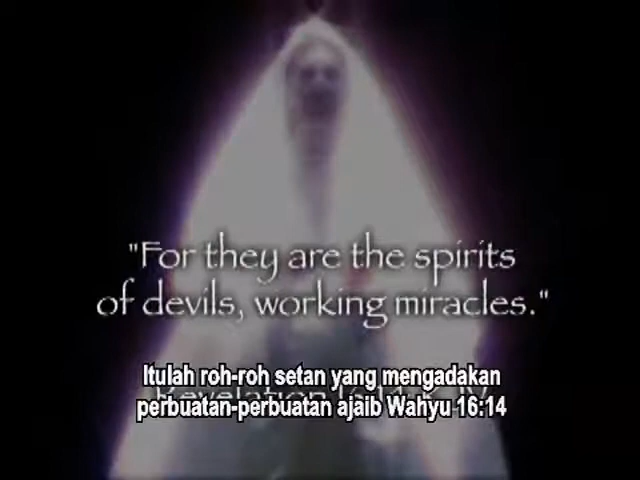 "For they are the spirits
of devils, working miracles."
Itulah roh-roh setan yang mengadakan
perbuatan-perbuatan ajaib Wahyu 16:14